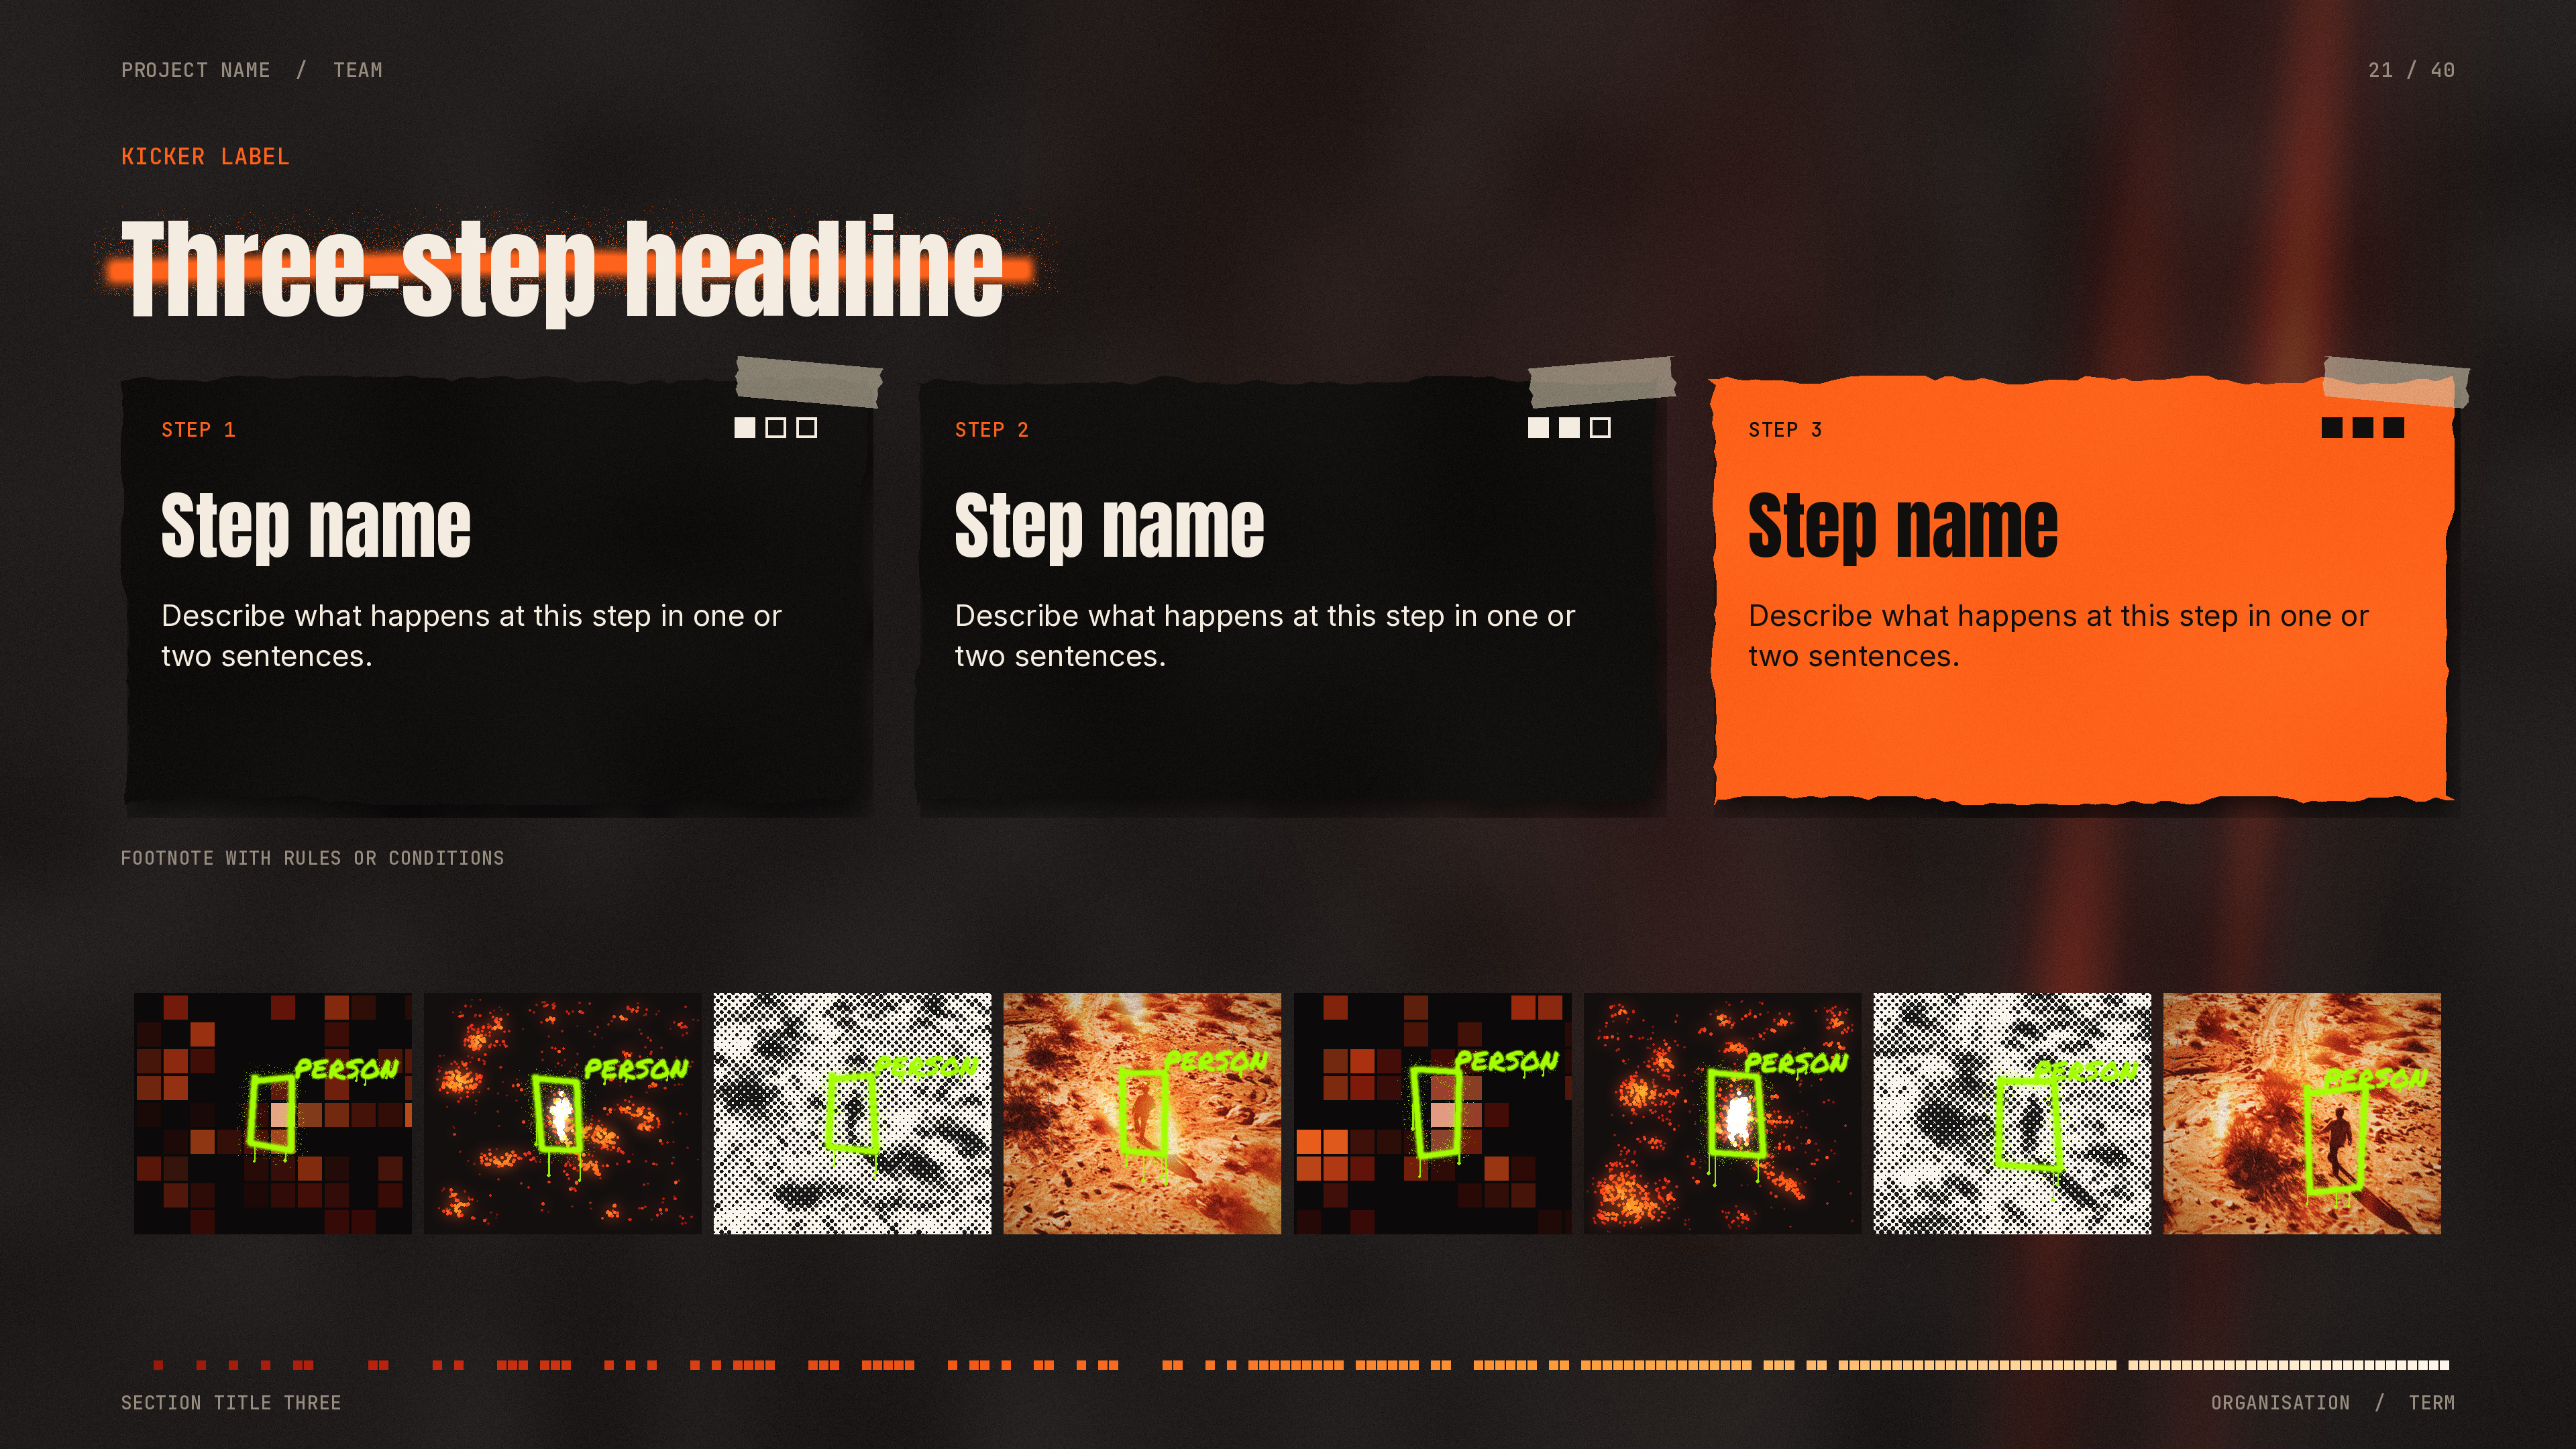 PROJECT NAME / TEAM
21 / 40
KICKER LABEL
Three-step headline
STEP 1
Step name
Describe what happens at this step in one or
two sentences.
STEP 2
Step name
Describe what happens at this step in one or
two sentences.
STEP 3
Step name
Describe what happens at this step in one or
two sentences.
FOOTNOTE WITH RULES OR CONDITIONS
PERSON
PERSON
PERSON
PERSON
PERSON
PERSON
PERSON
PERSON
SECTION TITLE THREE
ORGANISATION / TERM